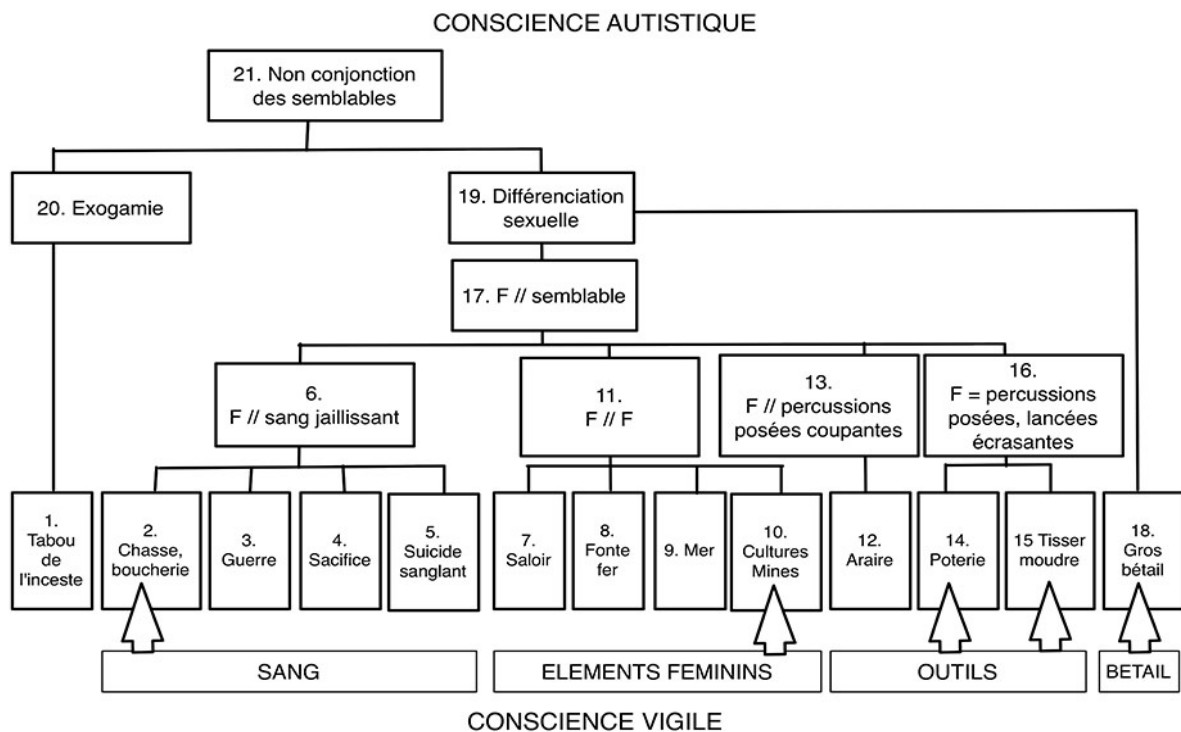 CONSCIENCE AUTISTIQUE
21. Non conjonction
des semblables
20. Exogamie
19. Différenciation
sexuelle
17. F // semblable
6.
F // sang jaillissant
11.
F // F
13.
F // percussions
posées coupantes
16.
F = percussions
posées, lancées
écrasantes
1.
Tabou
de
l'inceste
2.
Chasse,
boucherie
3.
Guerre
4.
Sacifice
5.
Suicide
sanglant
7.
Saloir
8.
Fonte
fer
9. Mer
10.
Cultures
Mines
12.
Araire
14.
Poterie
15 Tisser
moudre
18.
Gros
bétail
SANG
ELEMENTS FEMININS
OUTILS
BETAIL
CONSCIENCE VIGILE